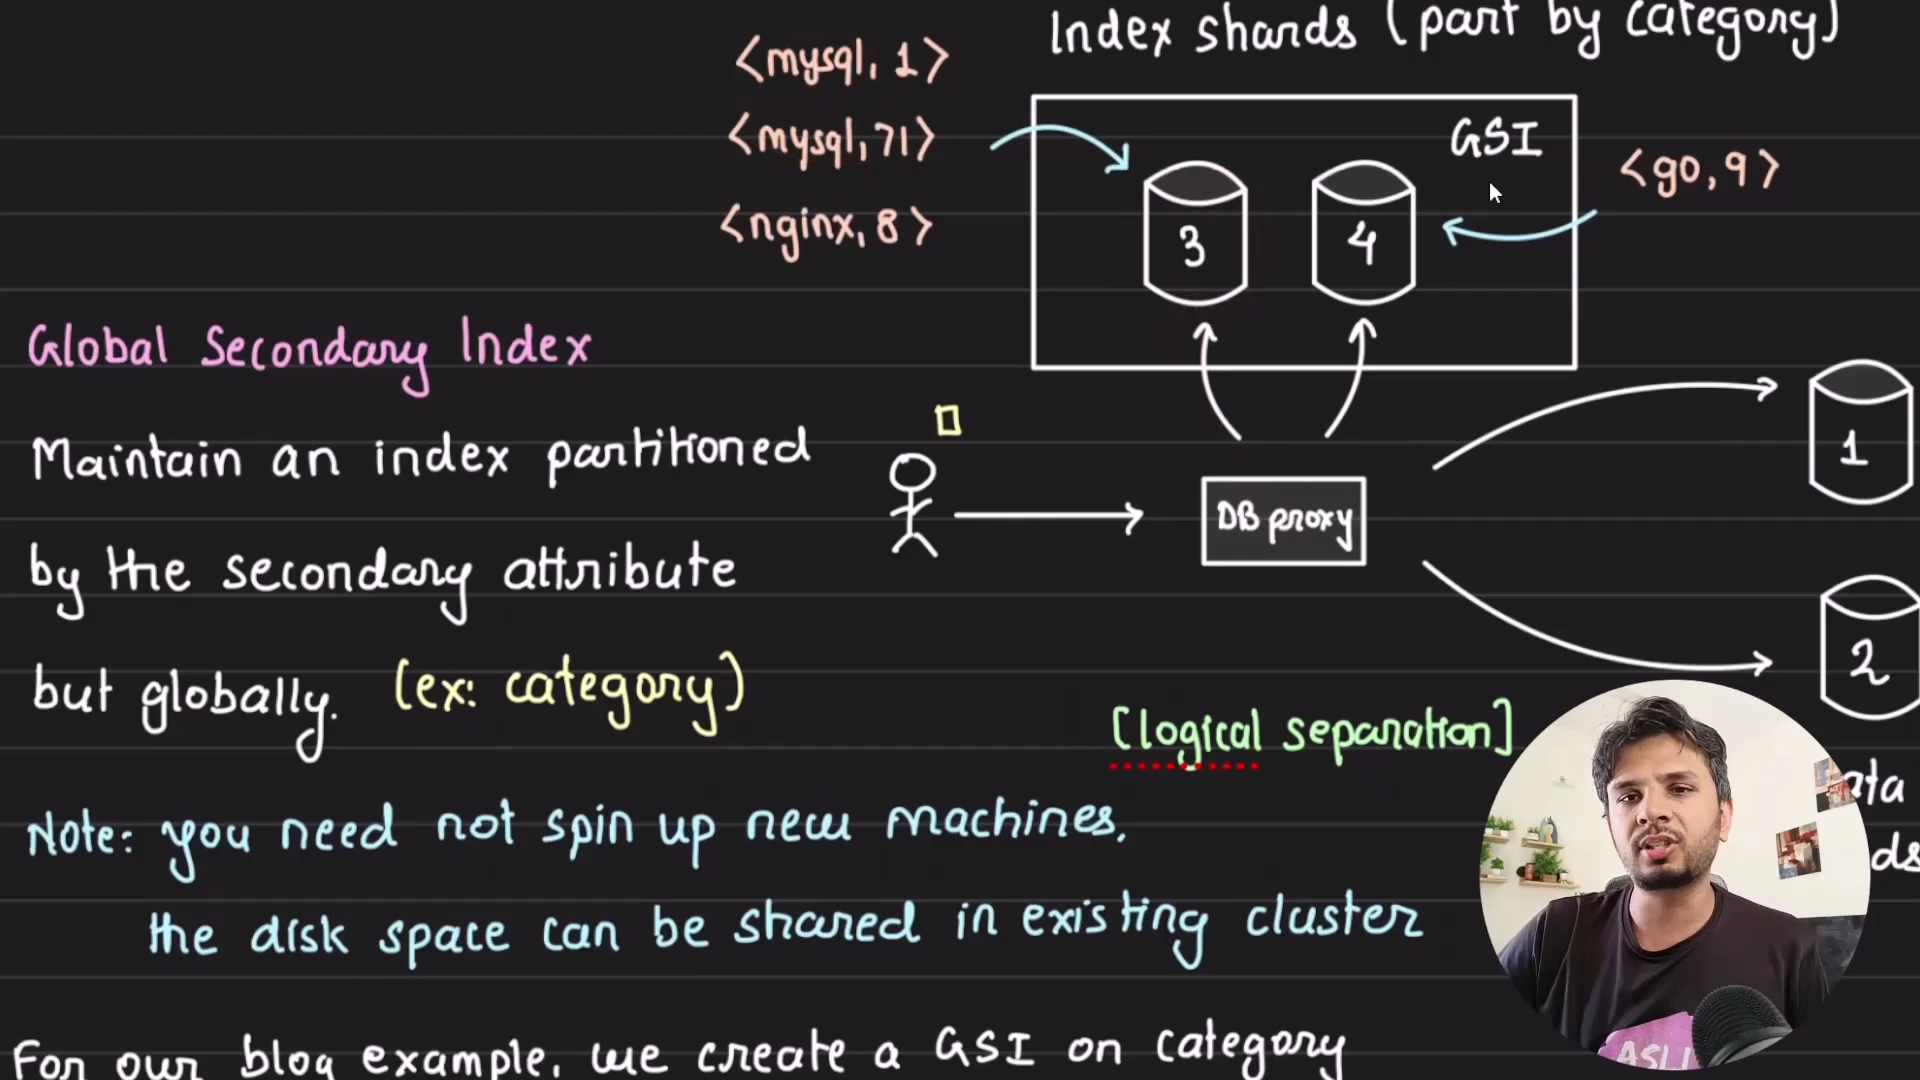 Index shards (part by category)
<mysql, 1>
<mysql, 71>
<nginx, 8>
GSI
<go, 9>
3
4
Global Secondary Index
Maintain an index partitioned
by the secondary attribute
but globally. (ex: category)
DB proxy
1
2
[logical separation]
Note: you need not spin up new machines.
the disk space can be shared in existing cluster
For our blog example, we create a GSI on category
ASLI